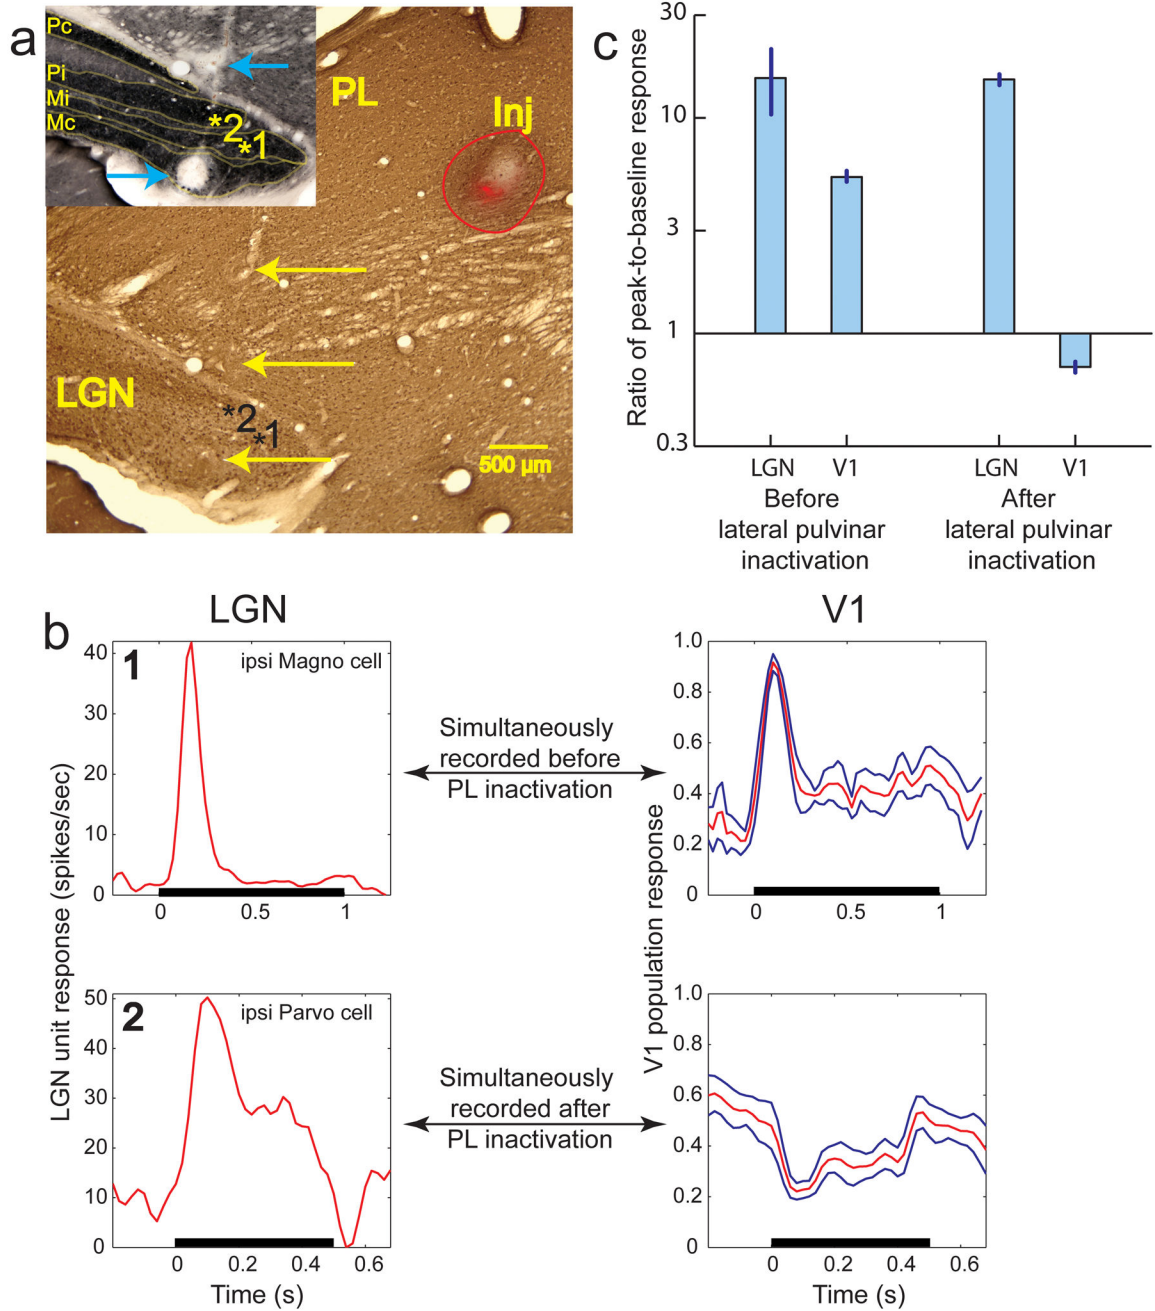 a
Pc
Pi
Mi
Mc
*2
*1
PL
Inj
LGN
*2
*1
500 µm
c
Ratio of peak-to-baseline response
30
10
3
1
0.3
LGN V1 LGN V1
Before
lateral pulvinar
inactivation
After
lateral pulvinar
inactivation
b
LGN
V1
LGN unit response (spikes/sec)
1
ipsi Magno cell
40
30
20
10
0
0 0.5 1
Simultaneously
recorded before
PL inactivation
V1 population response
1.0
0.8
0.6
0.4
0.2
0
0 0.5 1
2
ipsi Parvo cell
50
40
30
20
10
0
0 0.2 0.4 0.6
Time (s)
Simultaneously
recorded after
PL inactivation
1.0
0.8
0.6
0.4
0.2
0
0 0.2 0.4 0.6
Time (s)